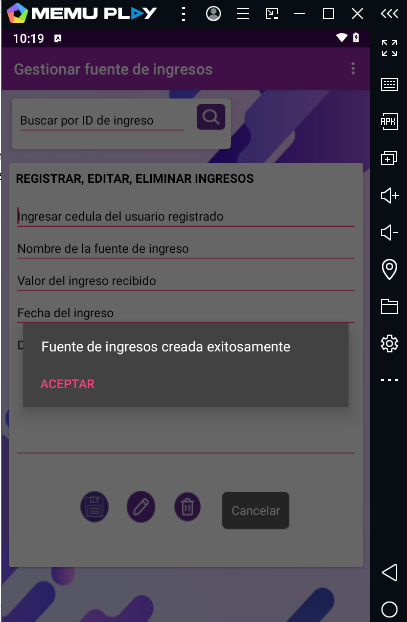 MEMU PLAY
10:19
Gestionar fuente de ingresos
Buscar por ID de ingreso
REGISTRAR, EDITAR, ELIMINAR INGRESOS
Ingresar cedula del usuario registrado
Nombre de la fuente de ingreso
Valor del ingreso recibido
Fecha del ingreso
D
Fuente de ingresos creada exitosamente
ACEPTAR
Cancelar
APK